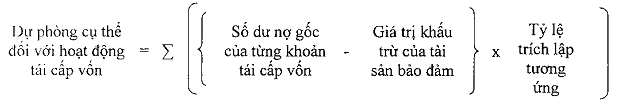 Dự phòng cụ thể
đối với hoạt động
tái cấp vốn
= ∑
Số dư nợ gốc
của từng khoản
tái cấp vốn
-
Giá trị khấu
trừ của tài
sản bảo đảm
x
Tỷ lệ
trích lập
tương
ứng